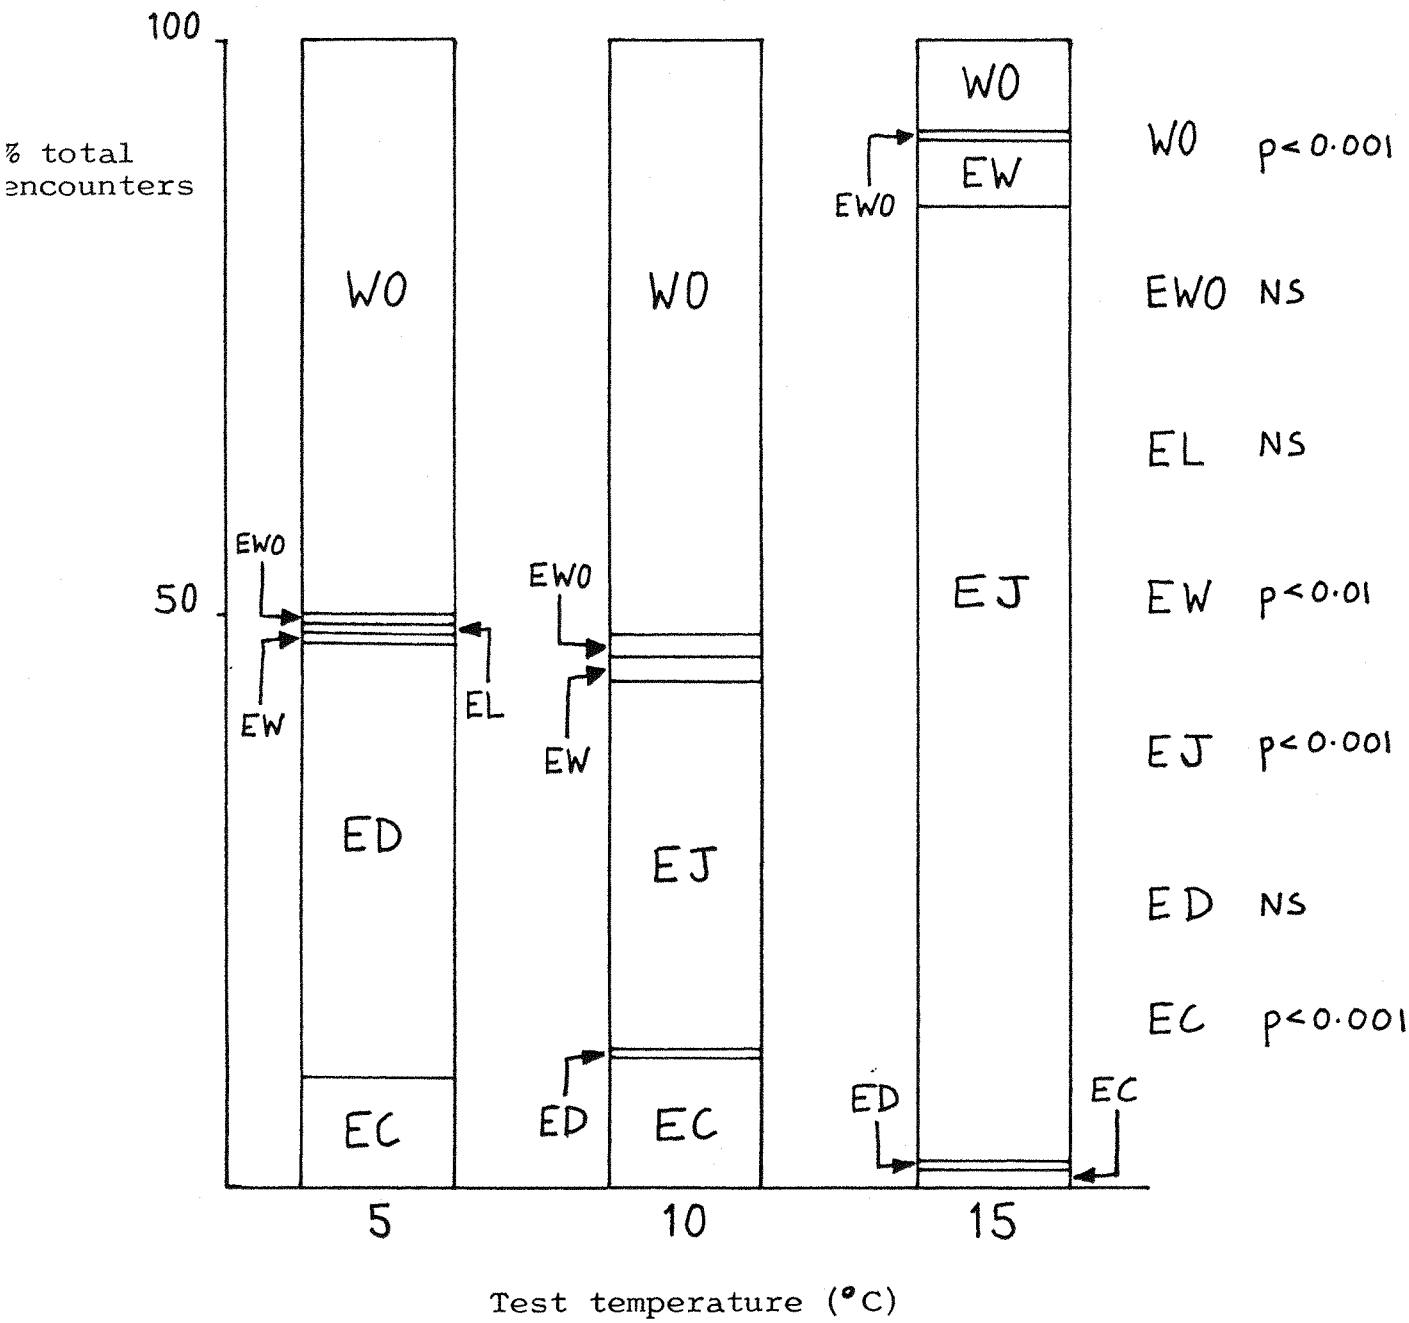 100
% total
encounters
50
WO
EWO
EW
EL
ED
EC
WO
EWO
EW
EJ
ED
EC
WO
EWO
EW
EJ
ED
EC
WO p<0.001
EWO NS
EL NS
EW p<0.01
EJ p<0.001
ED NS
EC p<0.001
5 10 15
Test temperature (°C)